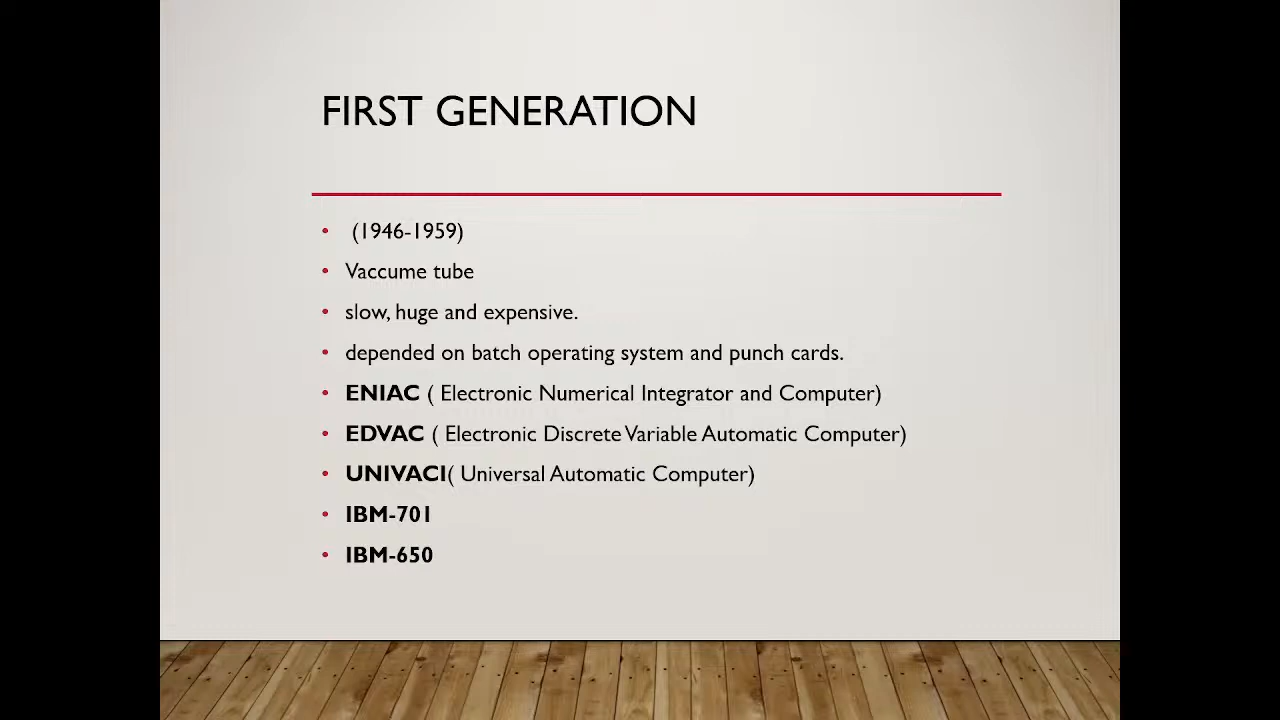 FIRST GENERATION
• (1946-1959)
• Vaccume tube
• slow, huge and expensive.
• depended on batch operating system and punch cards.
• ENIAC ( Electronic Numerical Integrator and Computer)
• EDVAC ( Electronic Discrete Variable Automatic Computer)
• UNIVACI( Universal Automatic Computer)
• IBM-701
• IBM-650